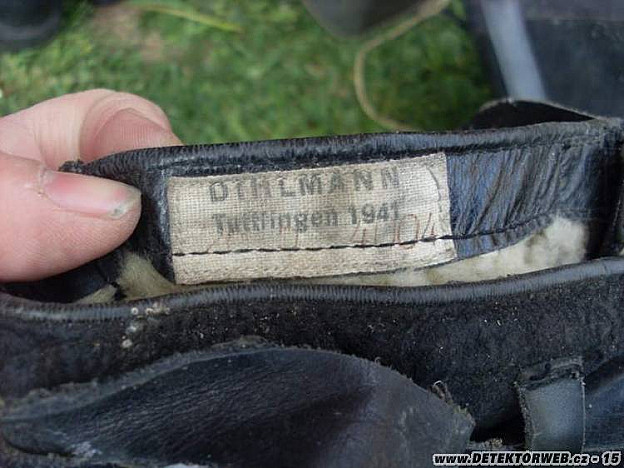 DIHLMANN
Tuttlingen 1941
WWW.DETEKTORWEB.cz - 15